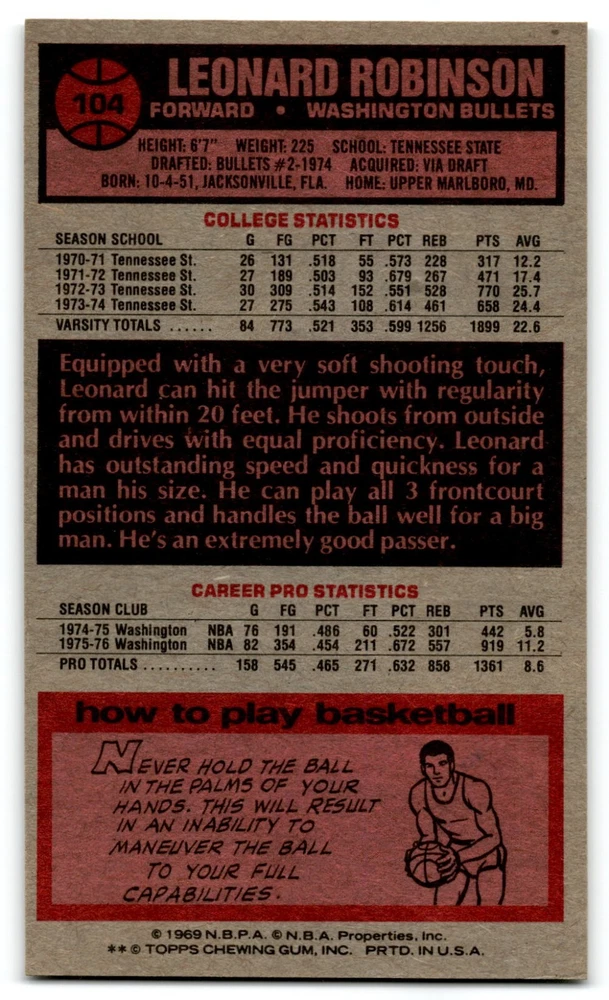 104
LEONARD ROBINSON
FORWARD • WASHINGTON BULLETS
HEIGHT: 6'7" WEIGHT: 225 SCHOOL: TENNESSEE STATE
DRAFTED: BULLETS #2-1974 ACQUIRED: VIA DRAFT
BORN: 10-4-51, JACKSONVILLE, FLA. HOME: UPPER MARLBORO, MD.
COLLEGE STATISTICS
SEASON SCHOOL G FG PCT FT PCT REB PTS AVG
1970-71 Tennessee St. 26 131 .518 55 .573 228 317 12.2
1971-72 Tennessee St. 27 189 .503 93 .679 267 471 17.4
1972-73 Tennessee St. 30 309 .514 152 .551 528 770 25.7
1973-74 Tennessee St. 27 275 .543 108 .614 461 658 24.4
VARSITY TOTALS ...... 84 773 .521 353 .599 1256 1899 22.6
Equipped with a very soft shooting touch,
Leonard can hit the jumper with regularity
from within 20 feet. He shoots from outside
and drives with equal proficiency. Leonard
has outstanding speed and quickness for a
man his size. He can play all 3 frontcourt
positions and handles the ball well for a big
man. He's an extremely good passer.
CAREER PRO STATISTICS
SEASON CLUB G FG PCT FT PCT REB PTS AVG
1974-75 Washington NBA 76 191 .486 60 .522 301 442 5.8
1975-76 Washington NBA 82 354 .454 211 .672 557 919 11.2
PRO TOTALS .......... 158 545 .465 271 .632 858 1361 8.6
how to play basketball
NEVER HOLD THE BALL
IN THE PALMS OF YOUR
HANDS. THIS WILL RESULT
IN AN INABILITY TO
MANEUVER THE BALL
TO YOUR FULL
CAPABILITIES.
© 1969 N.B.P.A. © N.B.A. Properties, Inc.
** © TOPPS CHEWING GUM, INC. PRTD. IN U.S.A.